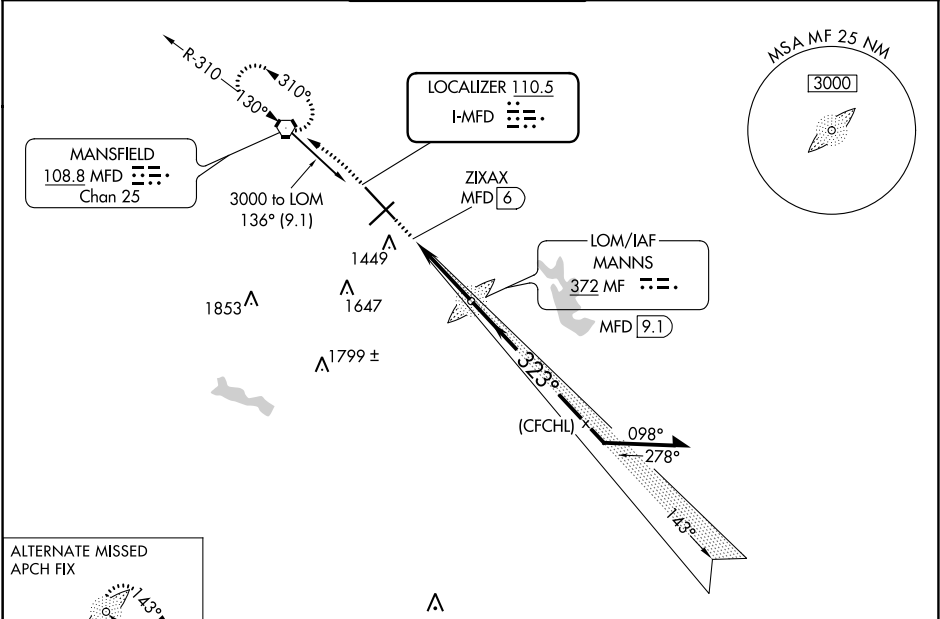 MSA MF 25 NM
3000
R-310
310°
130°
LOCALIZER 110.5
I-MFD
MANSFIELD
108.8 MFD
Chan 25
3000 to LOM
136° (9.1)
ZIXAX
MFD 6
LOM/IAF
MANNS
372 MF
MFD 9.1
1449
1853
1647
1799 ±
323°
(CFCHL)
098°
278°
143°
ALTERNATE MISSED
APCH FIX
143°